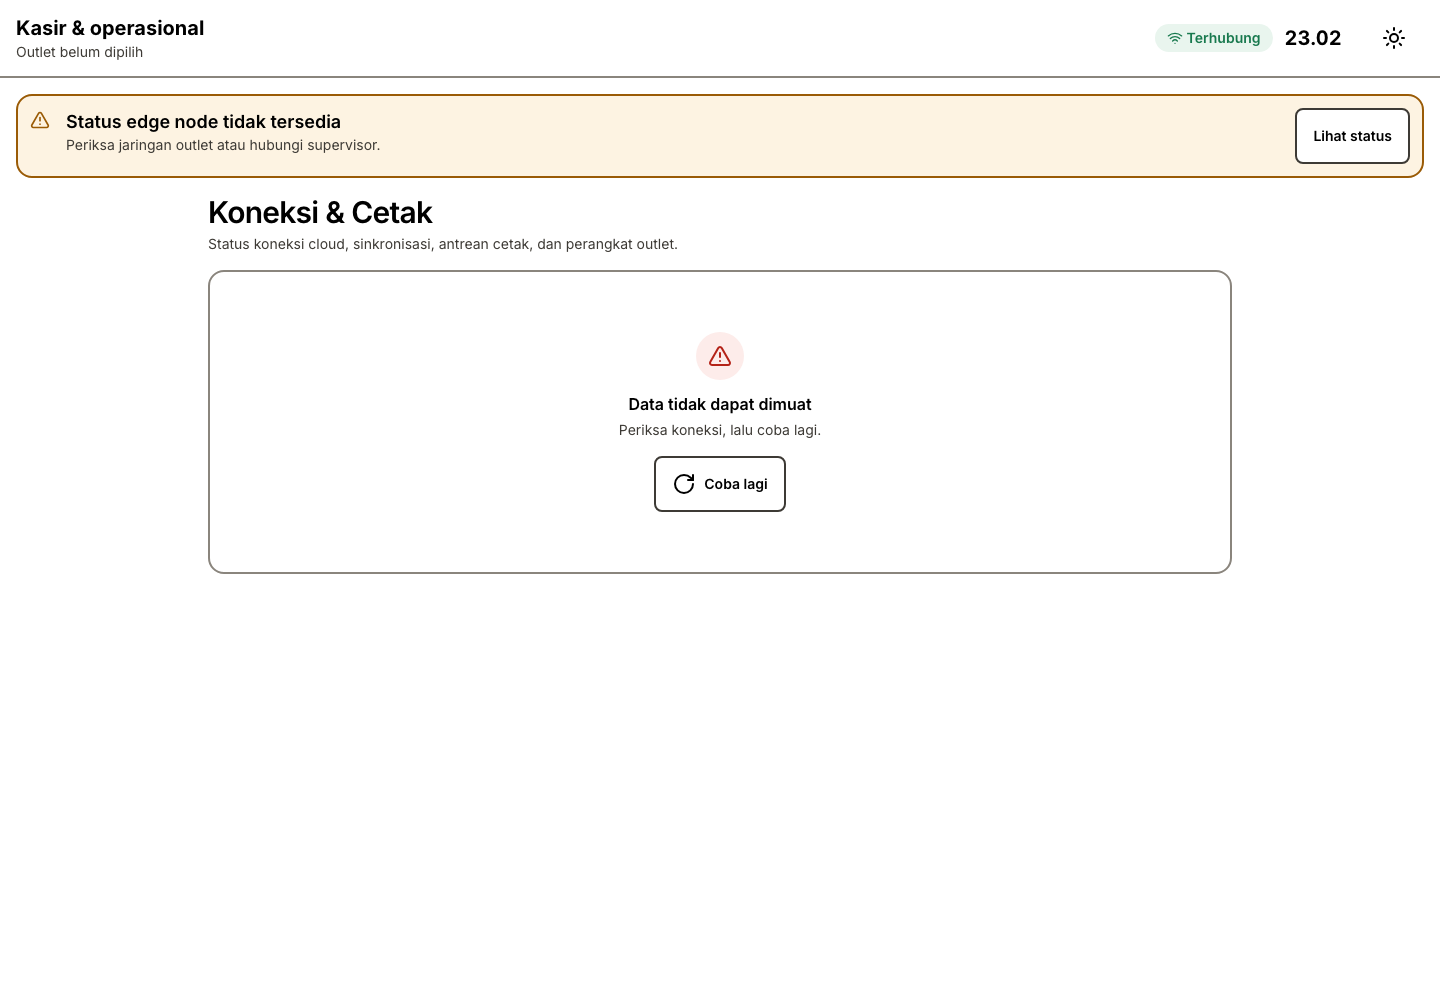 Kasir & operasional
Outlet belum dipilih
Terhubung
23.02
Status edge node tidak tersedia
Periksa jaringan outlet atau hubungi supervisor.
Lihat status
Koneksi & Cetak
Status koneksi cloud, sinkronisasi, antrean cetak, dan perangkat outlet.
Data tidak dapat dimuat
Periksa koneksi, lalu coba lagi.
Coba lagi